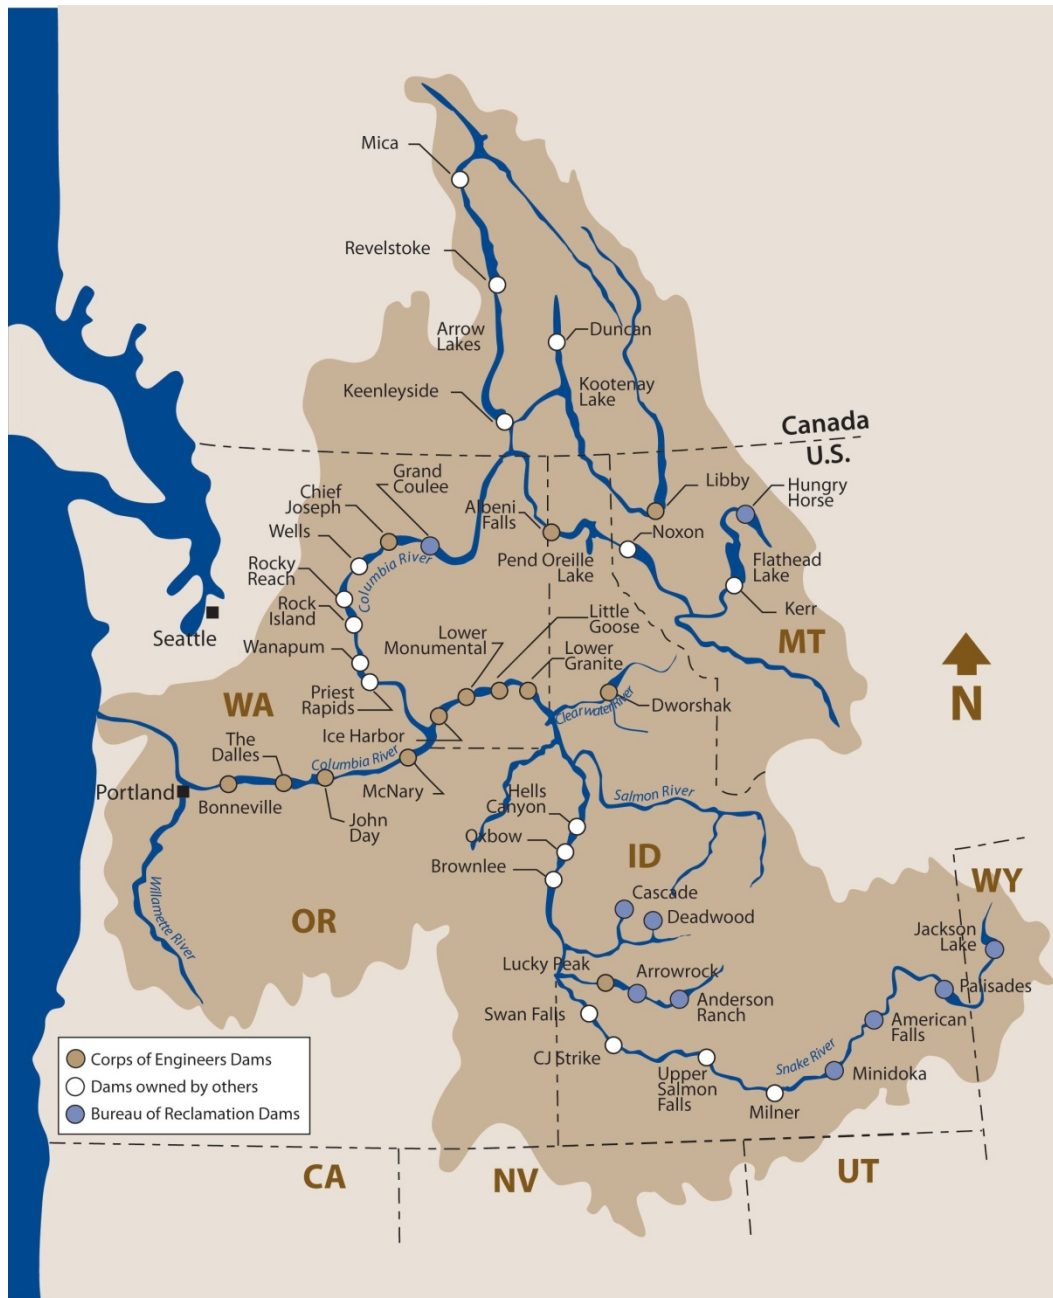 Mica
Revelstoke
Arrow
Lakes
Duncan
Keenleyside
Kootenay
Lake
Canada
U.S.
Grand
Coulee
Chief
Joseph
Wells
Rocky
Reach
Rock
Island
Wanapum
Priest
Rapids
Columbia River
Albeni
Falls
Pend Oreille
Lake
Libby
Noxon
Hungry
Horse
Flathead
Lake
Kerr
MT
Seattle
WA
Lower
Monumental
Little
Goose
Lower
Granite
Ice Harbor
Clearwater River
Dworshak
N
The
Dalles
Columbia River
McNary
Portland
Bonneville
John
Day
Willamette River
OR
Hells
Canyon
Oxbow
Brownlee
Salmon River
ID
Cascade
Deadwood
WY
Jackson
Lake
Palisades
American
Falls
Minidoka
Snake River
Milner
Lucky Peak
Arrowrock
Anderson
Ranch
Swan Falls
CJ Strike
Upper
Salmon
Falls
Corps of Engineers Dams
Dams owned by others
Bureau of Reclamation Dams
CA
NV
UT